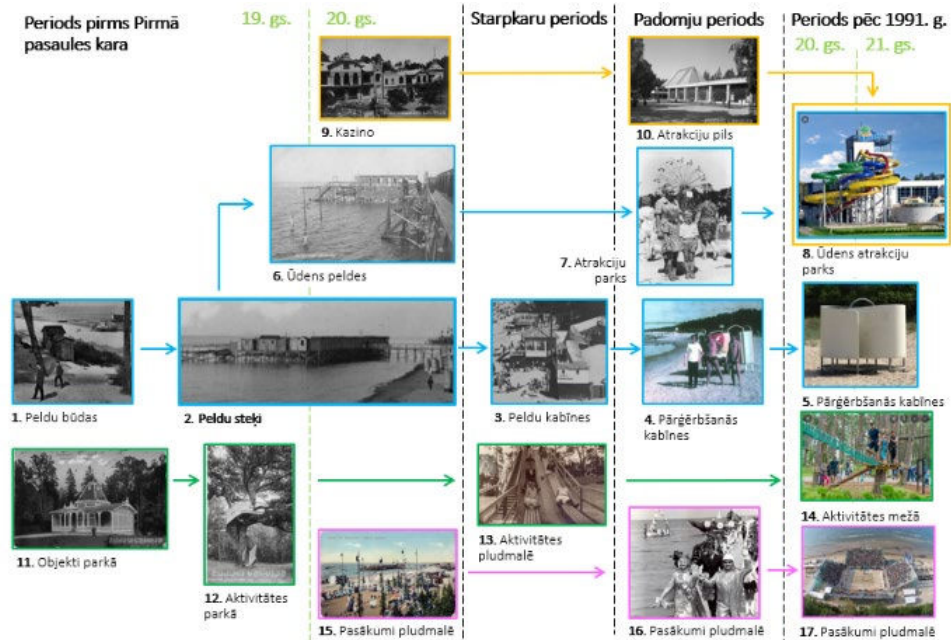 Periods pirms Pirmā
pasaules kara
19. gs.
20. gs.
Starpkaru periods
Padomju periods
Periods pēc 1991. g.
20. gs.
21. gs.
9. Kazino
10. Atrakciju pils
6. Ūdens peldes
7. Atrakciju
parks
8. Ūdens atrakciju
parks
1. Peldu būdas
2. Peldu steķi
3. Peldu kabīnes
4. Pārģērbšanās
kabīnes
5. Pārģērbšanās kabīnes
11. Objekti parkā
12. Aktivitātes
parkā
13. Aktivitātes
pludmalē
14. Aktivitātes mežā
15. Pasākumi pludmalē
16. Pasākumi pludmalē
17. Pasākumi pludmalē